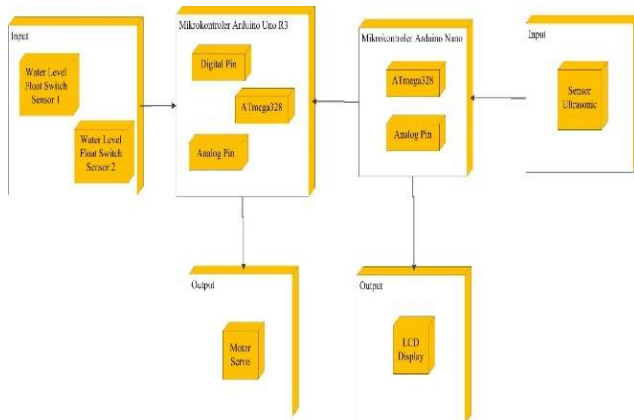 Input
Water Level
Float Switch
Sensor 1
Water Level
Float Switch
Sensor 2
Mikrokontroler Arduino Uno R3
Digital Pin
ATmega328
Analog Pin
Mikrokontroler Arduino Nano
ATmega328
Analog Pin
Input
Sensor
Ultrasonic
Output
Motor
Servo
Output
LCD
Display